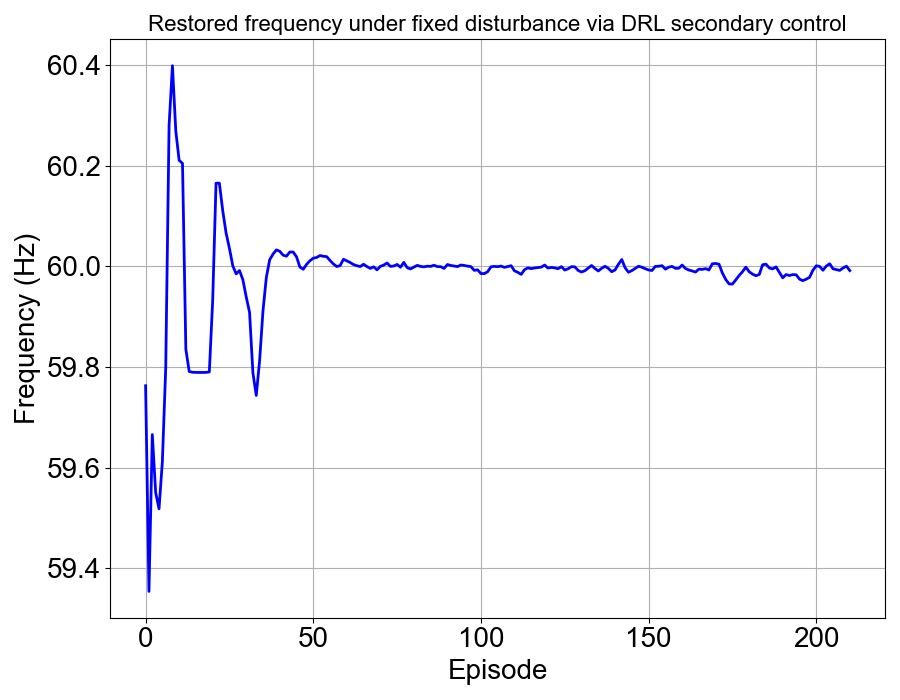 Restored frequency under fixed disturbance via DRL secondary control
60.4
60.2
60.0
59.8
59.6
59.4
Frequency (Hz)
0 50 100 150 200
Episode